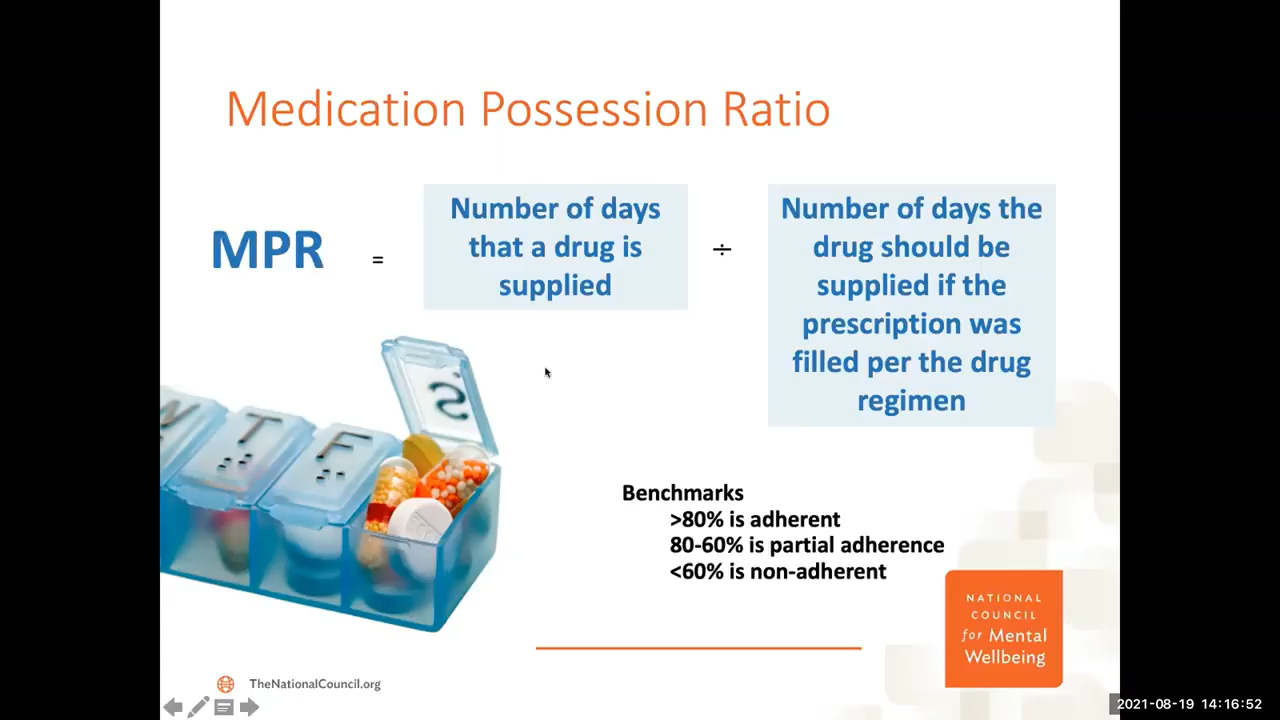 Medication Possession Ratio
MPR
=
Number of days
that a drug is
supplied
÷
Number of days the
drug should be
supplied if the
prescription was
filled per the drug
regimen
N
T
F
S
Benchmarks
>80% is adherent
80-60% is partial adherence
<60% is non-adherent
NATIONAL
COUNCIL
for Mental
Wellbeing
TheNationalCouncil.org
2021-08-19 14:16:52